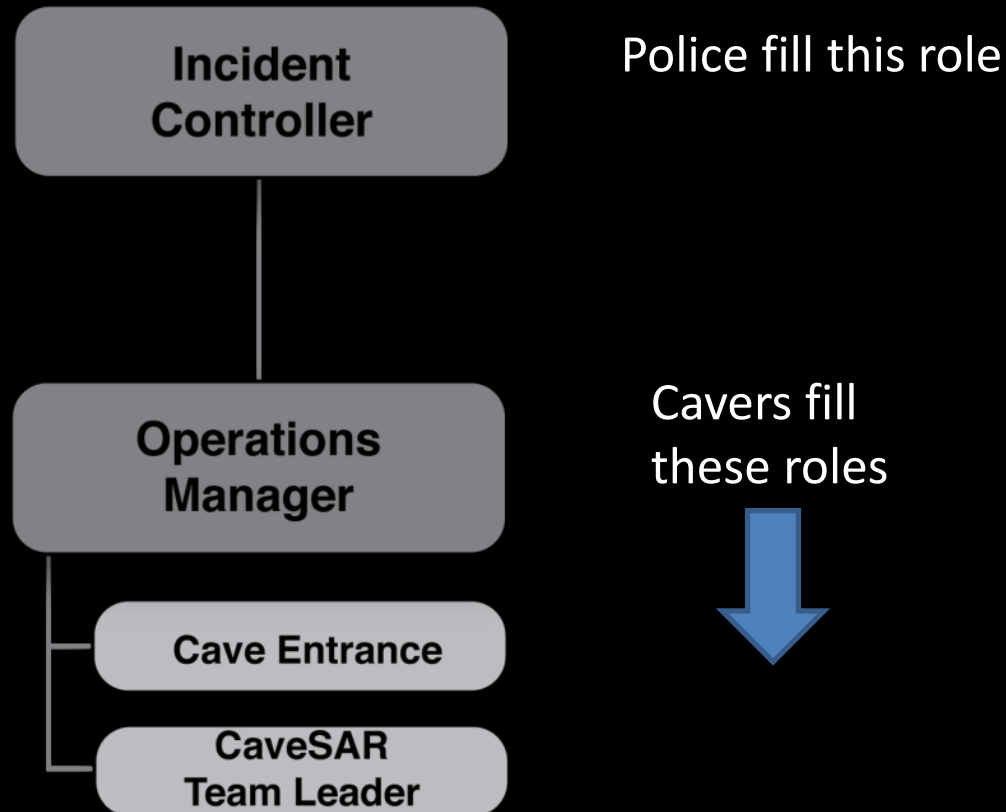 Incident
Controller
Police fill this role
Operations
Manager
Cavers fill
these roles
Cave Entrance
CaveSAR
Team Leader